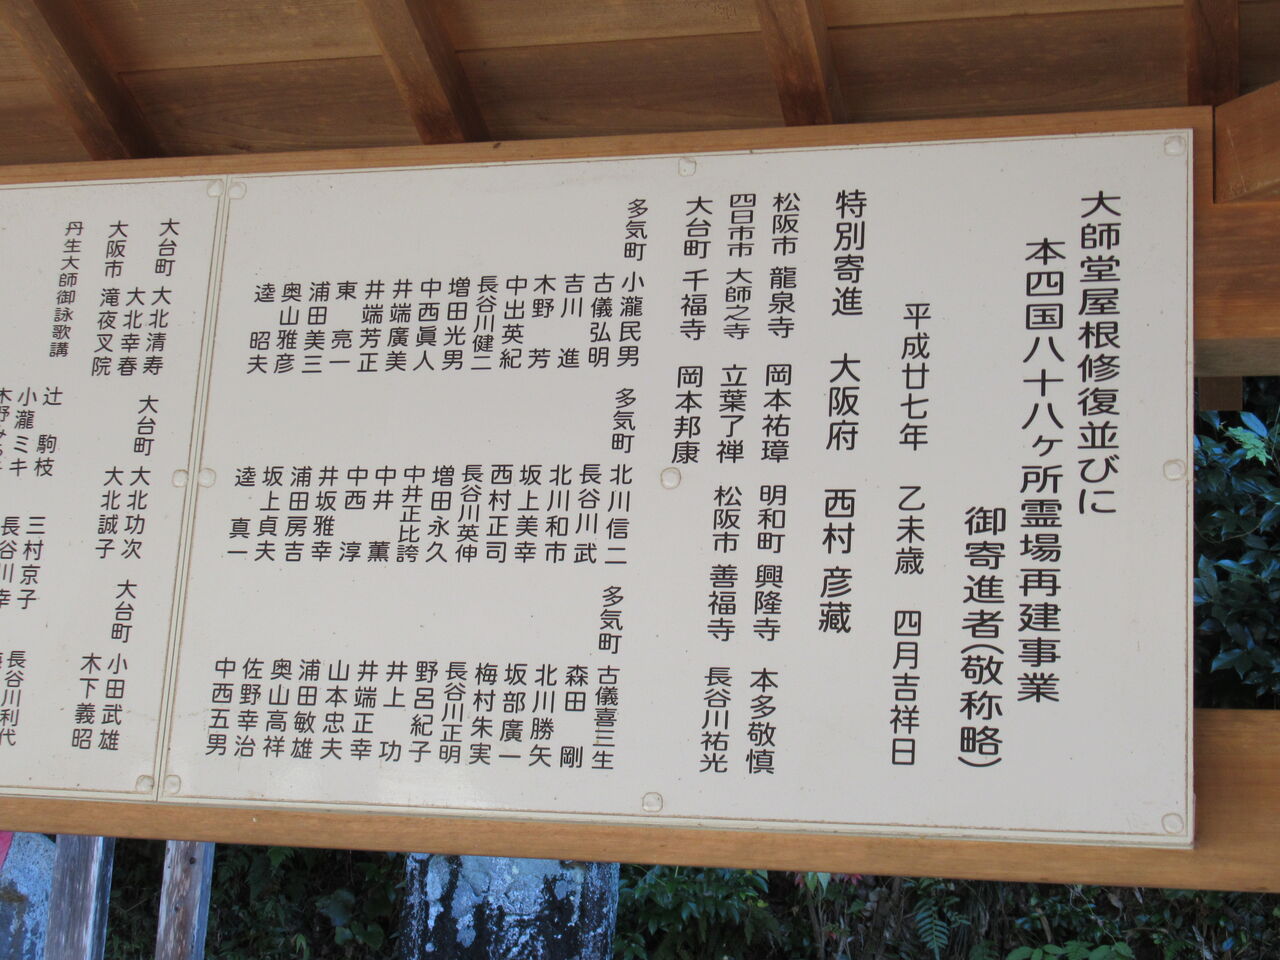 大師堂屋根修復並びに
本四国八十八ヶ所霊場再建事業
御寄進者(敬称略)
平成廿七年 乙未歳 四月吉祥日
特別寄進 大阪府 西村 彦藏
松阪市 龍泉寺 岡本祐璋 明和町 興隆寺 本多敬慎
四日市市 大師之寺 立葉了禅 松阪市 善福寺 長谷川祐光
大台町 千福寺 岡本邦康
多気町 小瀧民男
古儀弘明
吉川 進
木野 芳
中出英紀
長谷川健二
増田光男
中西眞人
井端廣美
井端芳正
東 亮一
浦田美三
奥山雅彦
逵 昭夫
多気町 北川信二
長谷川武
北川和市
坂上美幸
西村正司
長谷川英伸
増田永久
中井正比誇
中井 薫
中西 淳
井坂雅幸
浦田房吉
坂上貞夫
逵 真一
多気町 古儀喜三生
森田 剛
北川勝矢
坂部廣一
梅村朱実
長谷川正明
野呂紀子
井上 功
井端正幸
山本忠夫
浦田敏雄
奥山高祥
佐野幸治
中西五男
大台町 大北清寿
大北幸春
大阪市 滝夜叉院
大台町 大北功次
大北誠子
大台町 小田武雄
木下義昭
丹生大師御詠歌講
辻 駒枝
小瀧ミキ
三村京子
長谷川幸
長谷川利代